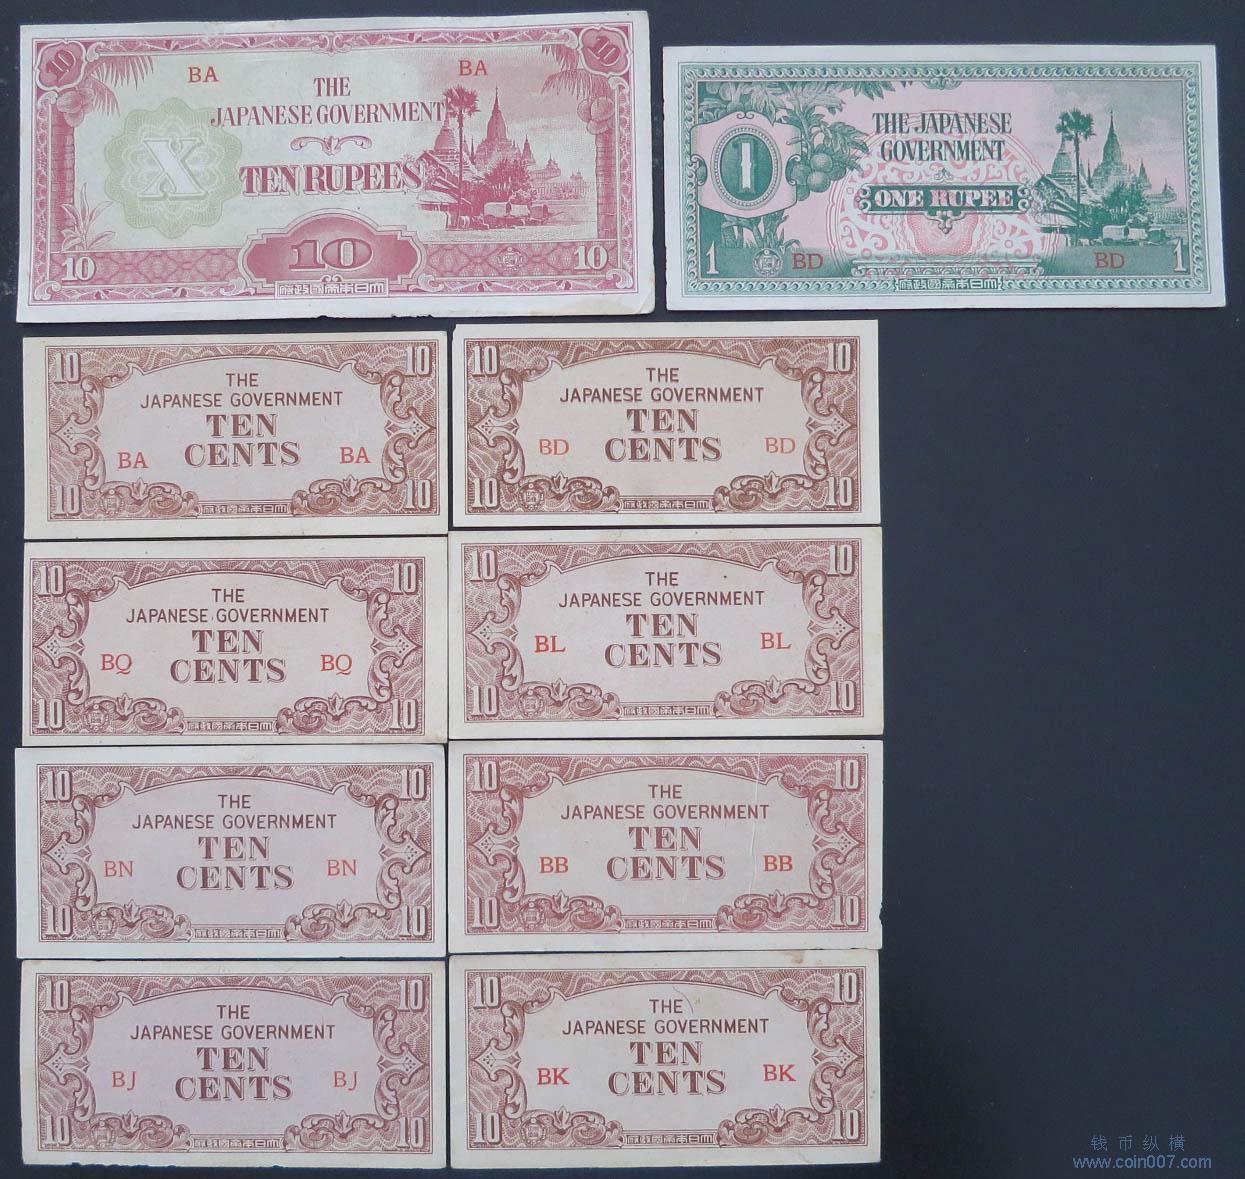 10
10
BA
BA
THE
JAPANESE GOVERNMENT
X
TEN RUPEES
10
10
10
府政國帝本日大
THE JAPANESE
GOVERNMENT
1
ONE RUPEE
1
BD
BD
1
府政國帝本日大
10
10
THE
JAPANESE GOVERNMENT
TEN
CENTS
BA
BA
10
10
府政國帝本日大
10
10
THE
JAPANESE GOVERNMENT
TEN
CENTS
BD
BD
10
10
府政國帝本日大
10
10
THE
JAPANESE GOVERNMENT
TEN
CENTS
BQ
BQ
10
10
府政國帝本日大
10
10
THE
JAPANESE GOVERNMENT
TEN
CENTS
BL
BL
10
10
府政國帝本日大
10
10
THE
JAPANESE GOVERNMENT
TEN
CENTS
BN
BN
10
10
府政國帝本日大
10
10
THE
JAPANESE GOVERNMENT
TEN
CENTS
BB
BB
10
10
府政國帝本日大
10
10
THE
JAPANESE GOVERNMENT
TEN
CENTS
BJ
BJ
10
10
府政國帝本日大
10
10
THE
JAPANESE GOVERNMENT
TEN
CENTS
BK
BK
10
10
府政國帝本日大
钱币纵横
www.coin007.com